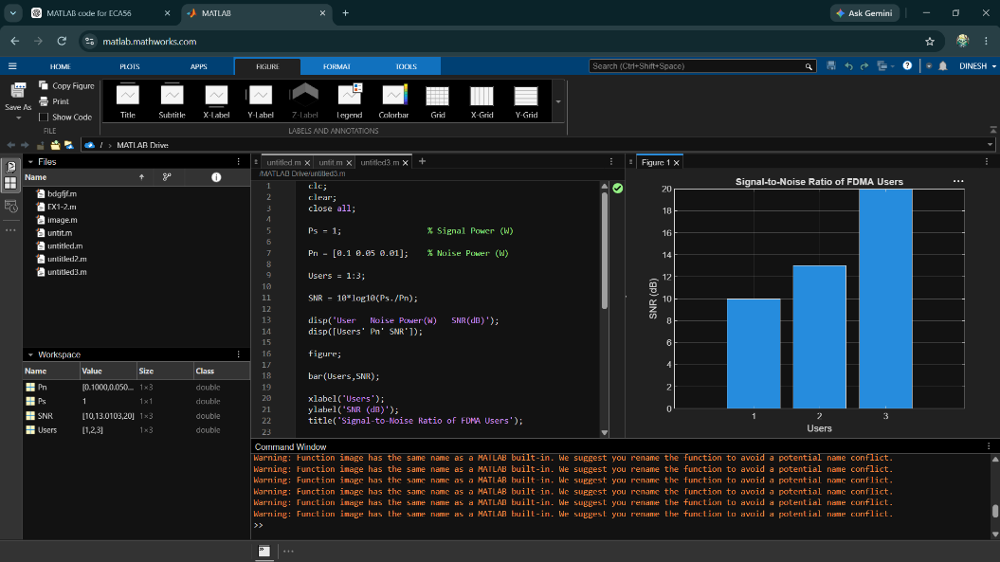 MATLAB code for ECA56
MATLAB
Ask Gemini
matlab.mathworks.com
HOME PLOTS APPS FIGURE FORMAT TOOLS
Search (Ctrl+Shift+Space)
DINESH
Save As
Copy Figure
Print
Show Code
FILE
Title Subtitle X-Label Y-Label Z-Label Legend Colorbar Grid X-Grid Y-Grid
LABELS AND ANNOTATIONS
/ > MATLAB Drive
Files
Name
bdgfjf.m
EX1-2.m
image.m
untit.m
untitled.m
untitled2.m
untitled3.m
Workspace
Name Value Size Class
Pn [0.1000,0.050... 1×3 double
Ps 1 1×1 double
SNR [10,13.0103,20] 1×3 double
Users [1,2,3] 1×3 double
untitled.m untit.m untitled3.m
/MATLAB Drive/untitled3.m
1 clc;
2 clear;
3 close all;
4
5 Ps = 1; % Signal Power (W)
6
7 Pn = [0.1 0.05 0.01]; % Noise Power (W)
8
9 Users = 1:3;
10
11 SNR = 10*log10(Ps./Pn);
12
13 disp('User Noise Power(W) SNR(dB)');
14 disp([Users' Pn' SNR']);
15
16 figure;
17
18 bar(Users,SNR);
19
20 xlabel('Users');
21 ylabel('SNR (dB)');
22 title('Signal-to-Noise Ratio of FDMA Users');
23
Figure 1
Signal-to-Noise Ratio of FDMA Users
20
18
16
14
12
10
8
6
4
2
0
SNR (dB)
1 2 3
Users
Command Window
Warning: Function image has the same name as a MATLAB built-in. We suggest you rename the function to avoid a potential name conflict.
Warning: Function image has the same name as a MATLAB built-in. We suggest you rename the function to avoid a potential name conflict.
Warning: Function image has the same name as a MATLAB built-in. We suggest you rename the function to avoid a potential name conflict.
Warning: Function image has the same name as a MATLAB built-in. We suggest you rename the function to avoid a potential name conflict.
Warning: Function image has the same name as a MATLAB built-in. We suggest you rename the function to avoid a potential name conflict.
Warning: Function image has the same name as a MATLAB built-in. We suggest you rename the function to avoid a potential name conflict.
>>